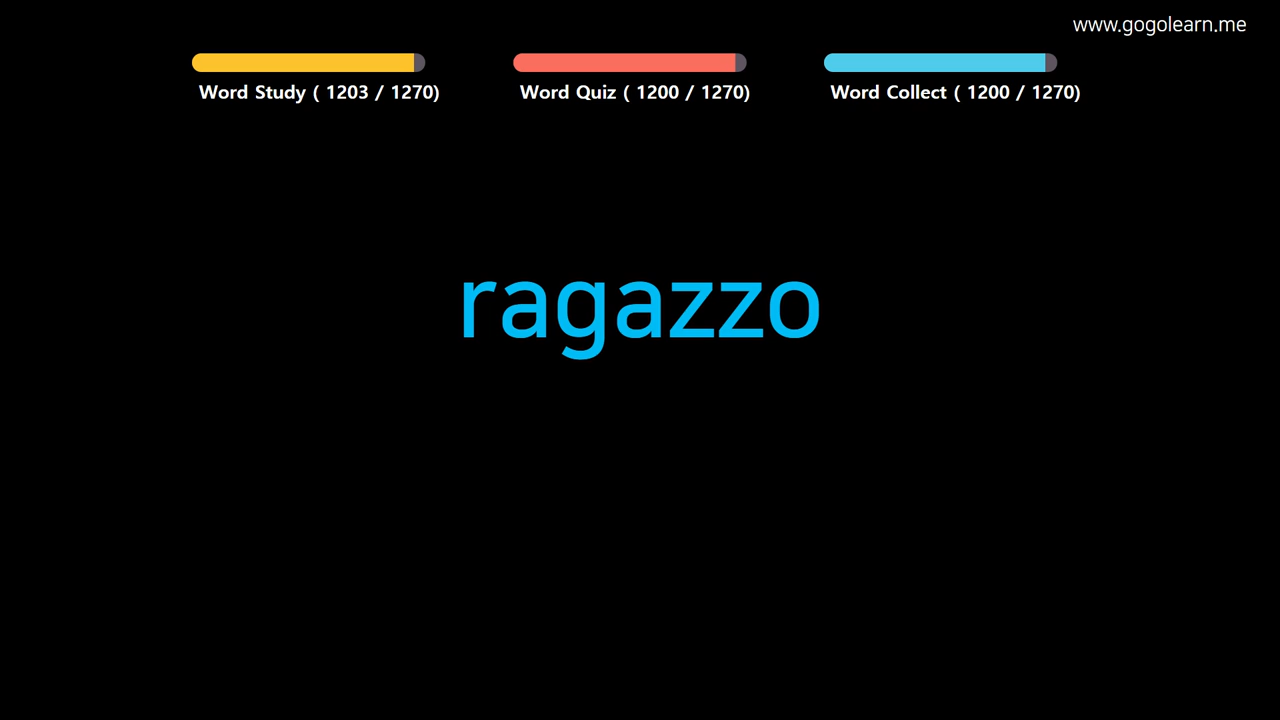 www.gogolearn.me
Word Study ( 1203 / 1270)
Word Quiz ( 1200 / 1270)
Word Collect ( 1200 / 1270)
ragazzo